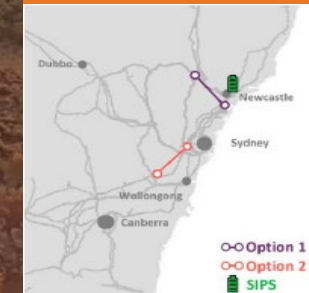 Dubbo
Newcastle
Sydney
Wollongong
Canberra
Option 1
Option 2
SIPS